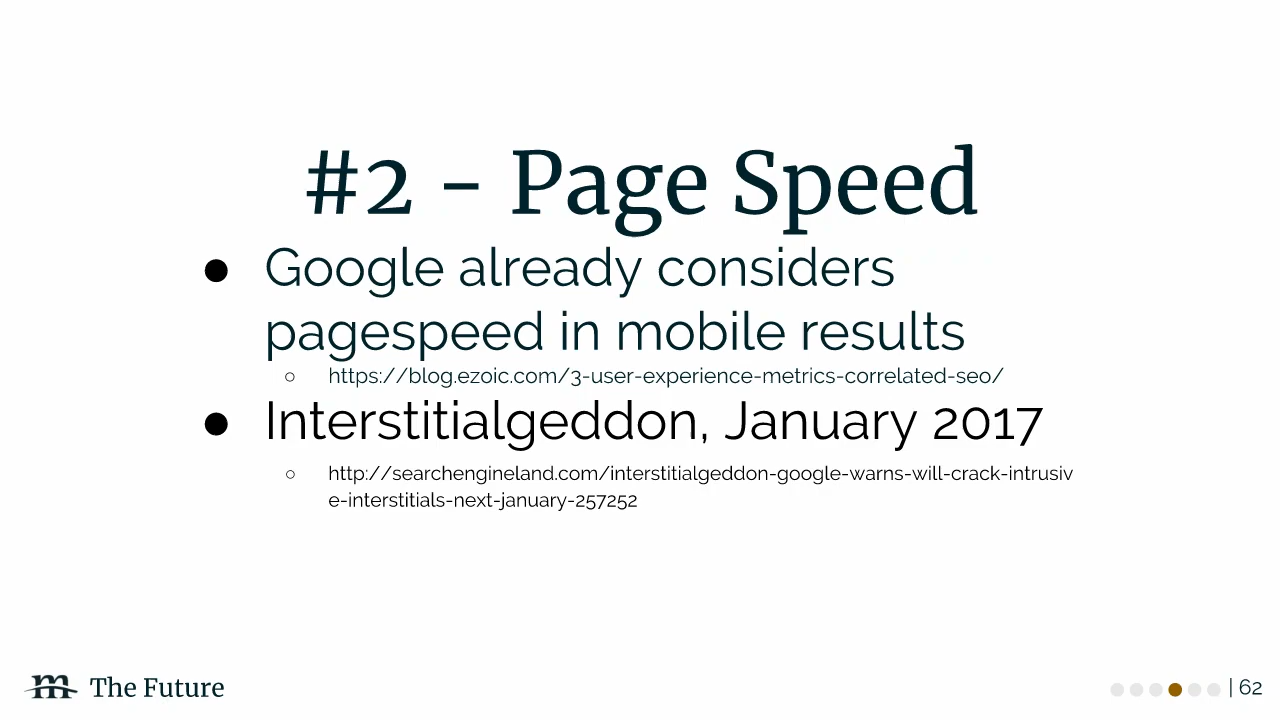 #2 - Page Speed
● Google already considers
pagespeed in mobile results
○ https://blog.ezoic.com/3-user-experience-metrics-correlated-seo/
● Interstitialgeddon, January 2017
○ http://searchengineland.com/interstitialgeddon-google-warns-will-crack-intrusiv
e-interstitials-next-january-257252
m The Future
| 62